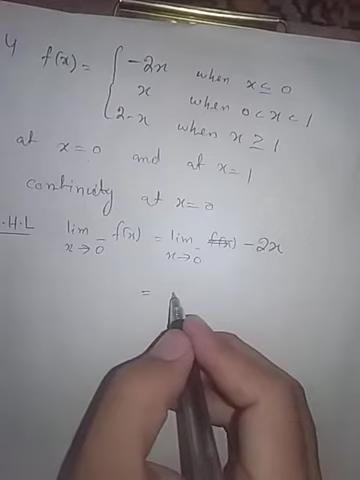 4 f(x) = { -2x when x ≤ 0
x when 0 < x < 1
2-x when x ≥ 1
at x=0 and at x=1
continuity at x=0
.H.L lim x→0⁻ f(x) = lim x→0⁻ f(x) -2x
=